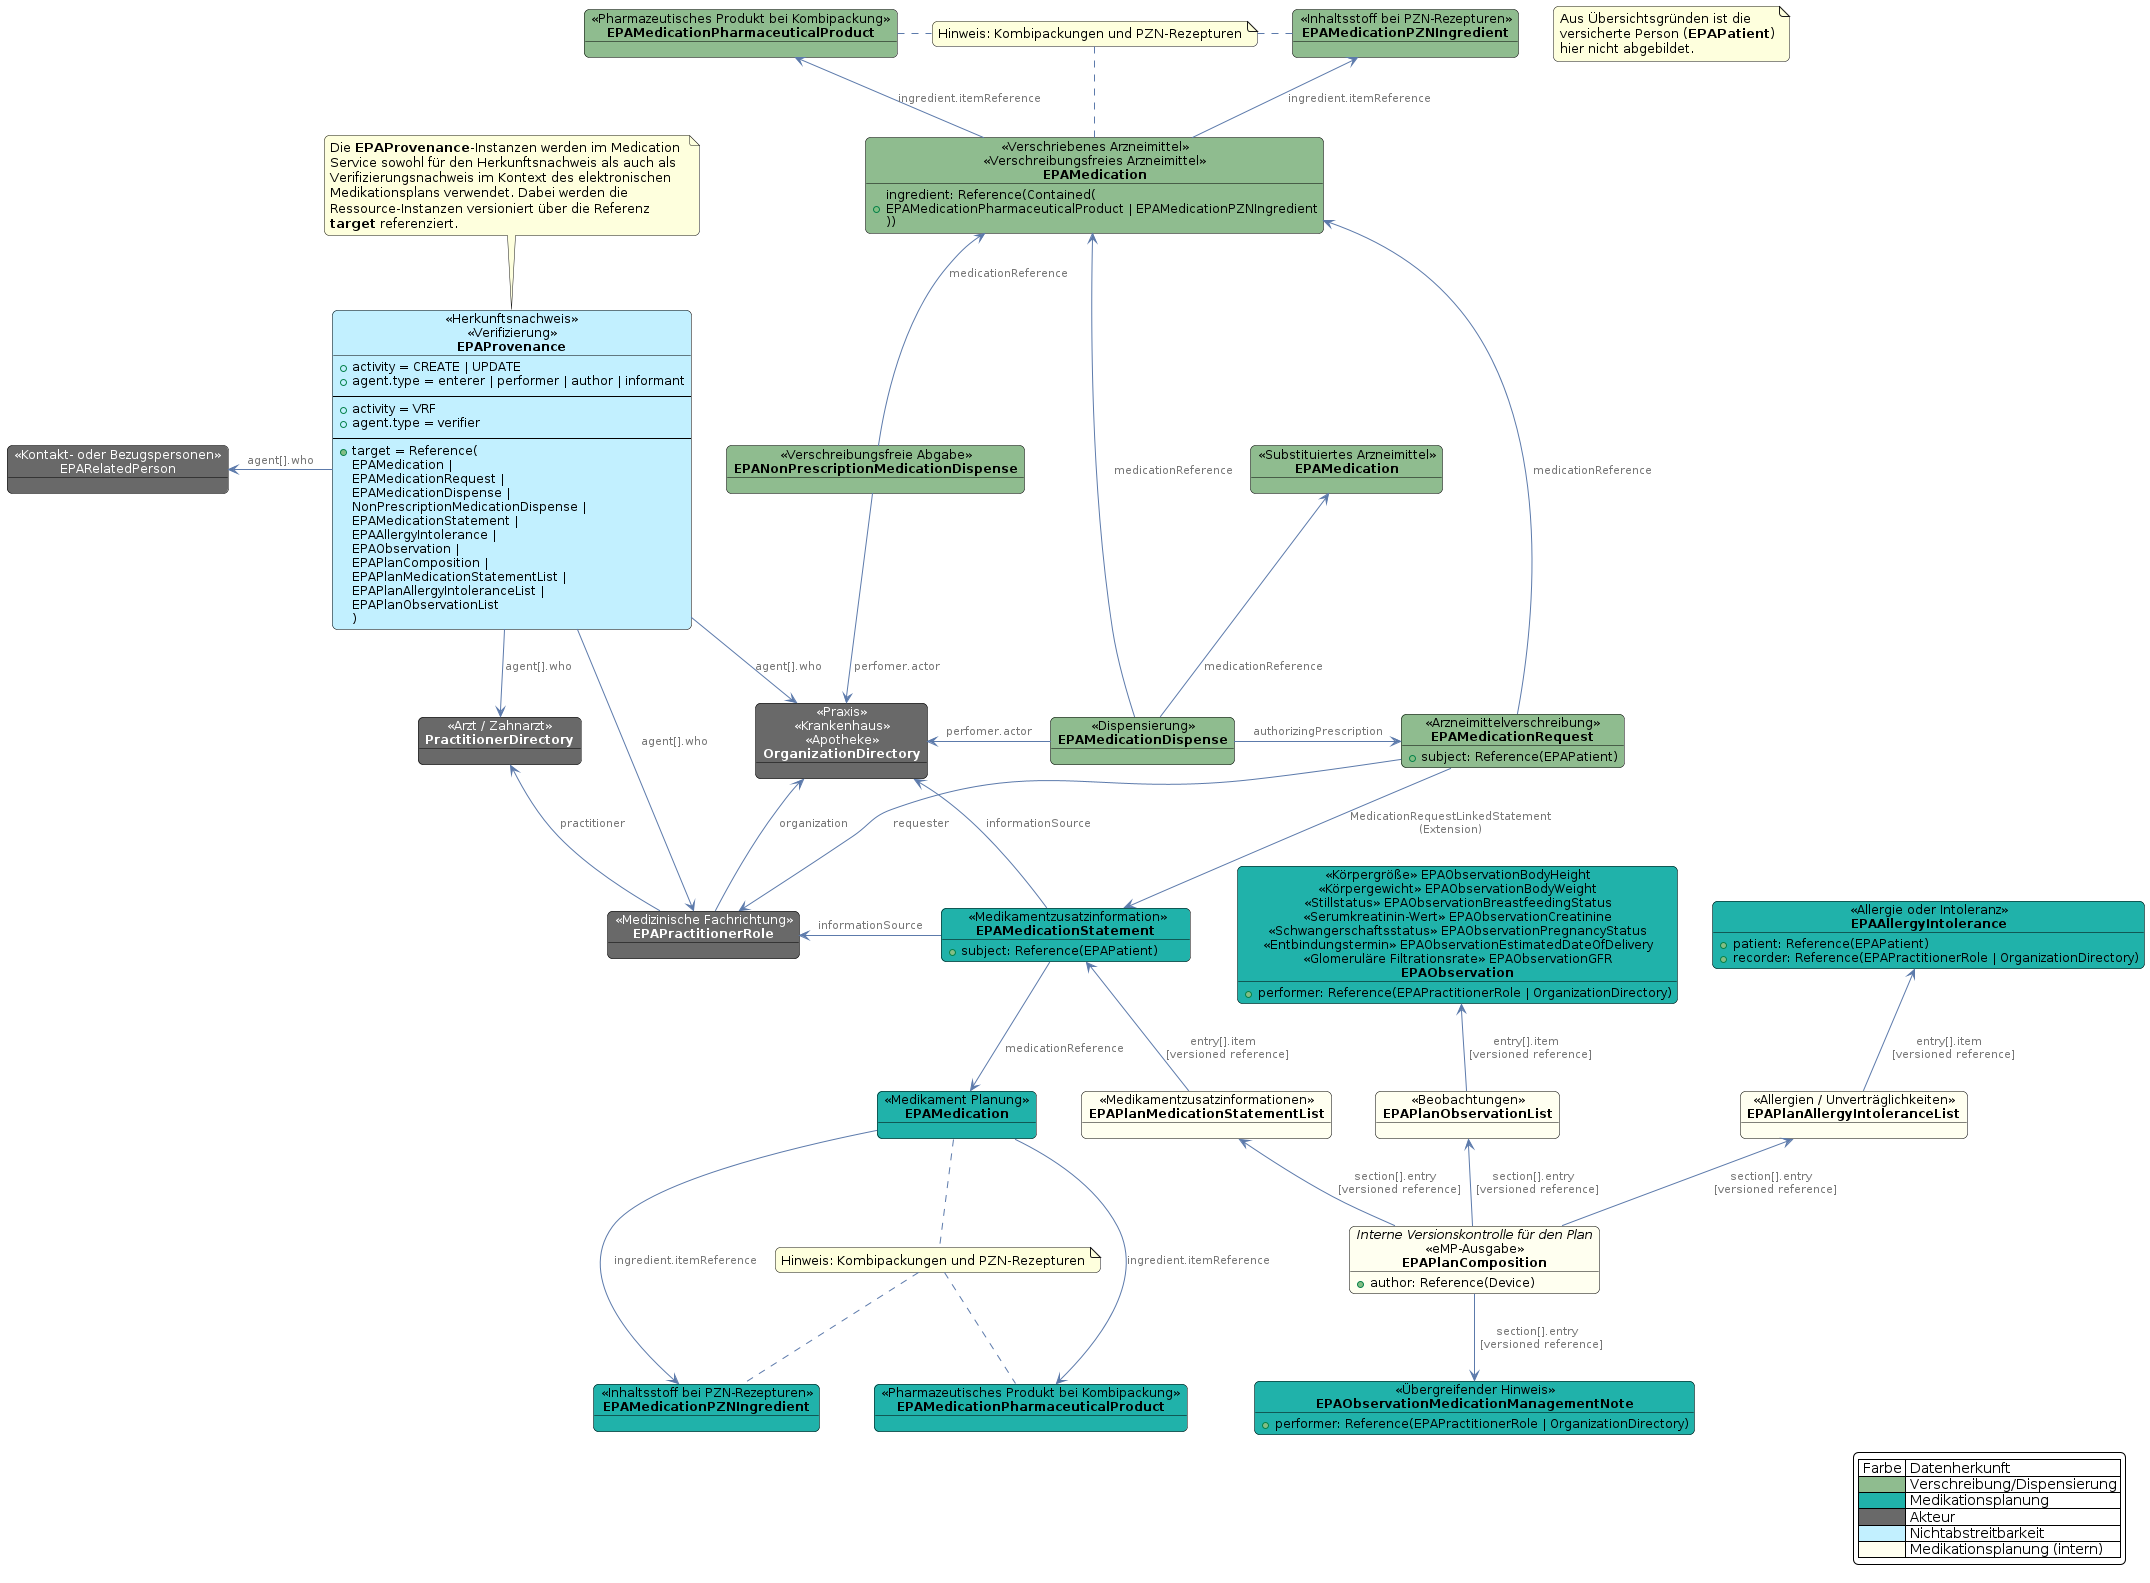 «Pharmazeutisches Produkt bei Kombipackung»
EPAMedicationPharmaceuticalProduct
Hinweis: Kombipackungen und PZN-Rezepturen
«Inhaltsstoff bei PZN-Rezepturen»
EPAMedicationPZNIngredient
Aus Übersichtsgründen ist die
versicherte Person (EPAPatient)
hier nicht abgebildet.
ingredient.itemReference
ingredient.itemReference
Die EPAProvenance-Instanzen werden im Medication
Service sowohl für den Herkunftsnachweis als auch als
Verifizierungsnachweis im Kontext des elektronischen
Medikationsplans verwendet. Dabei werden die
Ressource-Instanzen versioniert über die Referenz
target referenziert.
«Verschriebenes Arzneimittel»
«Verschreibungsfreies Arzneimittel»
EPAMedication
ingredient: Reference(Contained(
EPAMedicationPharmaceuticalProduct | EPAMedicationPZNIngredient
))
medicationReference
«Herkunftsnachweis»
«Verifizierung»
EPAProvenance
activity = CREATE | UPDATE
agent.type = enterer | performer | author | informant
activity = VRF
agent.type = verifier
target = Reference(
EPAMedication |
EPAMedicationRequest |
EPAMedicationDispense |
NonPrescriptionMedicationDispense |
EPAMedicationStatement |
EPAAllergyIntolerance |
EPAObservation |
EPAPlanComposition |
EPAPlanMedicationStatementList |
EPAPlanAllergyIntoleranceList |
EPAPlanObservationList
)
«Kontakt- oder Bezugspersonen»
EPARelatedPerson
agent[].who
«Verschreibungsfreie Abgabe»
EPANonPrescriptionMedicationDispense
medicationReference
«Substituiertes Arzneimittel»
EPAMedication
medicationReference
agent[].who
agent[].who
perfomer.actor
medicationReference
«Arzt / Zahnarzt»
PractitionerDirectory
agent[].who
«Praxis»
«Krankenhaus»
«Apotheke»
OrganizationDirectory
perfomer.actor
«Dispensierung»
EPAMedicationDispense
authorizingPrescription
«Arzneimittelverschreibung»
EPAMedicationRequest
subject: Reference(EPAPatient)
practitioner
organization
requester
informationSource
MedicationRequestLinkedStatement
(Extension)
«Medizinische Fachrichtung»
EPAPractitionerRole
informationSource
«Medikamentzusatzinformation»
EPAMedicationStatement
subject: Reference(EPAPatient)
«Körpergröße» EPAObservationBodyHeight
«Körpergewicht» EPAObservationBodyWeight
«Stillstatus» EPAObservationBreastfeedingStatus
«Serumkreatinin-Wert» EPAObservationCreatinine
«Schwangerschaftsstatus» EPAObservationPregnancyStatus
«Entbindungstermin» EPAObservationEstimatedDateOfDelivery
«Glomeruläre Filtrationsrate» EPAObservationGFR
EPAObservation
performer: Reference(EPAPractitionerRole | OrganizationDirectory)
«Allergie oder Intoleranz»
EPAAllergyIntolerance
patient: Reference(EPAPatient)
recorder: Reference(EPAPractitionerRole | OrganizationDirectory)
medicationReference
entry[].item
[versioned reference]
entry[].item
[versioned reference]
entry[].item
[versioned reference]
«Medikament Planung»
EPAMedication
«Medikamentzusatzinformationen»
EPAPlanMedicationStatementList
«Beobachtungen»
EPAPlanObservationList
«Allergien / Unverträglichkeiten»
EPAPlanAllergyIntoleranceList
section[].entry
[versioned reference]
section[].entry
[versioned reference]
section[].entry
[versioned reference]
ingredient.itemReference
Hinweis: Kombipackungen und PZN-Rezepturen
ingredient.itemReference
Interne Versionskontrolle für den Plan
«eMP-Ausgabe»
EPAPlanComposition
author: Reference(Device)
section[].entry
[versioned reference]
«Inhaltsstoff bei PZN-Rezepturen»
EPAMedicationPZNIngredient
«Pharmazeutisches Produkt bei Kombipackung»
EPAMedicationPharmaceuticalProduct
«Übergreifender Hinweis»
EPAObservationMedicationManagementNote
performer: Reference(EPAPractitionerRole | OrganizationDirectory)
Farbe Datenherkunft
Verschreibung/Dispensierung
Medikationsplanung
Akteur
Nichtabstreitbarkeit
Medikationsplanung (intern)